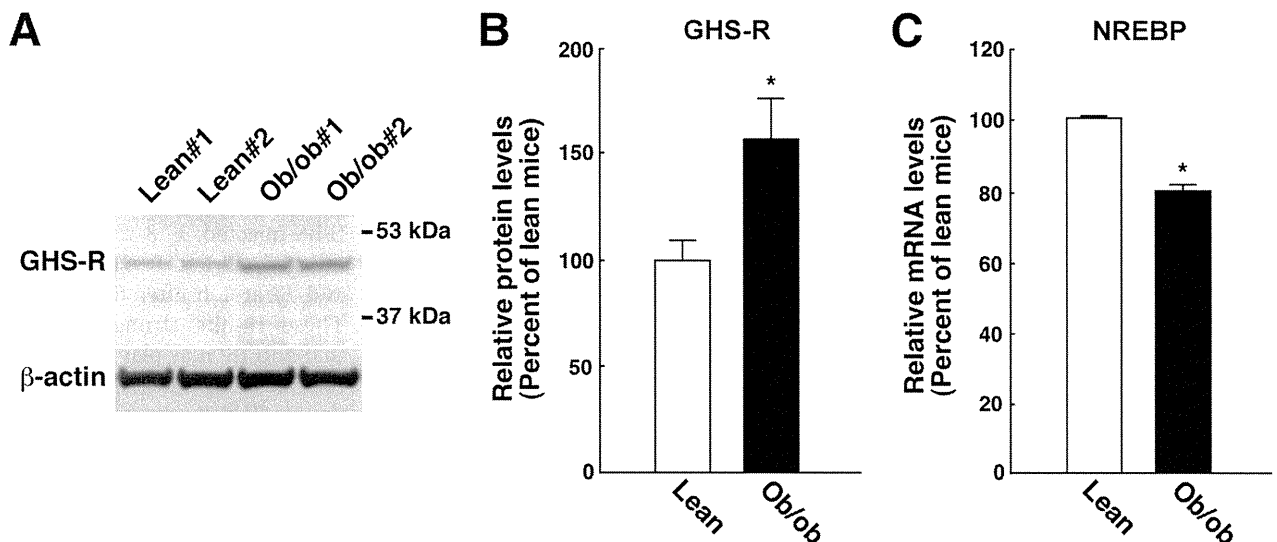 A
Lean#1
Lean#2
Ob/ob#1
Ob/ob#2
GHS-R
-53 kDa
-37 kDa
β-actin
B
GHS-R
Relative protein levels
(Percent of lean mice)
200
150
100
50
0
*
Lean
Ob/ob
C
NREBP
Relative mRNA levels
(Percent of lean mice)
120
100
80
60
40
20
0
*
Lean
Ob/ob